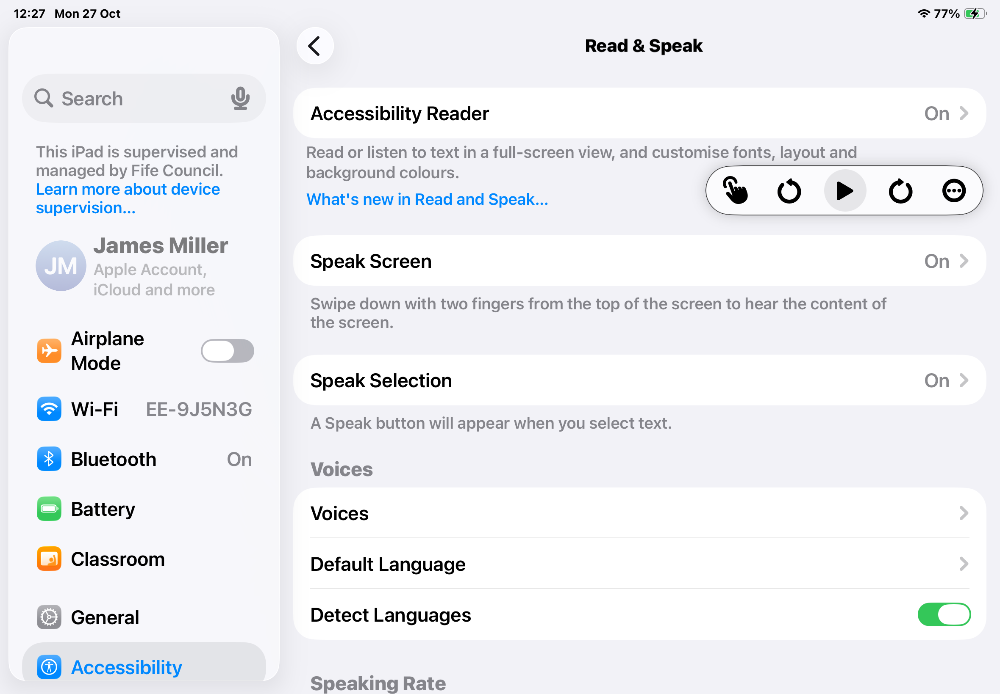 12:27 Mon 27 Oct
77%
Search
This iPad is supervised and
managed by Fife Council.
Learn more about device
supervision...
JM
James Miller
Apple Account,
iCloud and more
Airplane
Mode
Wi-Fi EE-9J5N3G
Bluetooth On
Battery
Classroom
General
Accessibility
Read & Speak
Accessibility Reader On
Read or listen to text in a full-screen view, and customise fonts, layout and
background colours.
What's new in Read and Speak...
Speak Screen On
Swipe down with two fingers from the top of the screen to hear the content of
the screen.
Speak Selection On
A Speak button will appear when you select text.
Voices
Voices
Default Language
Detect Languages
Speaking Rate